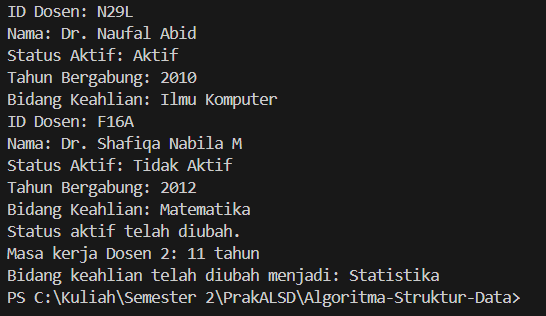 ID Dosen: N29L
Nama: Dr. Naufal Abid
Status Aktif: Aktif
Tahun Bergabung: 2010
Bidang Keahlian: Ilmu Komputer
ID Dosen: F16A
Nama: Dr. Shafiqa Nabila M
Status Aktif: Tidak Aktif
Tahun Bergabung: 2012
Bidang Keahlian: Matematika
Status aktif telah diubah.
Masa kerja Dosen 2: 11 tahun
Bidang keahlian telah diubah menjadi: Statistika
PS C:\Kuliah\Semester 2\PrakALSD\Algoritma-Struktur-Data>